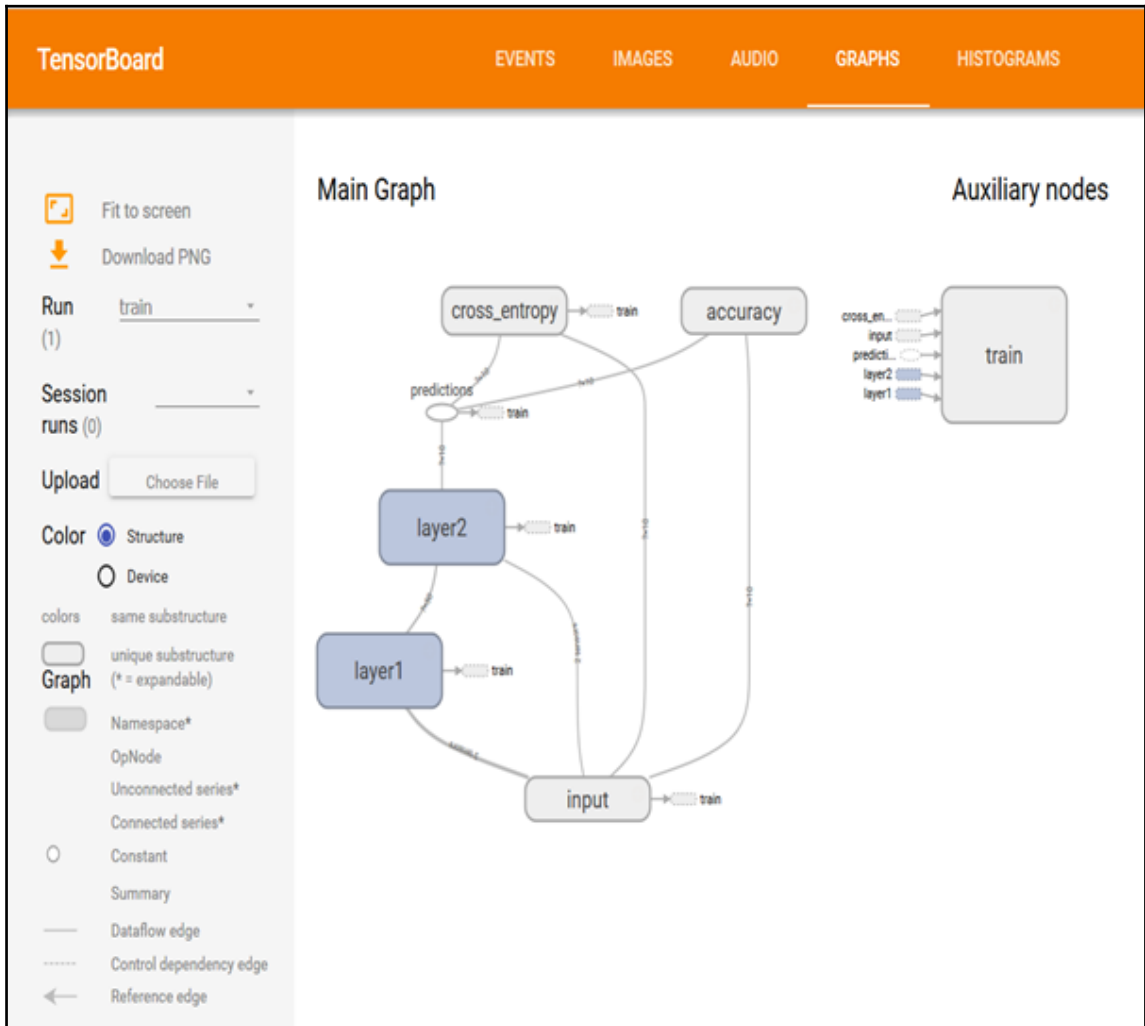 TensorBoard
EVENTS
IMAGES
AUDIO
GRAPHS
HISTOGRAMS
Fit to screen
Download PNG
Run
train
(1)
Session
runs (0)
Upload
Choose File
Color
Structure
Device
colors
same substructure
unique substructure
Graph
(* = expandable)
Namespace*
OpNode
Unconnected series*
Connected series*
Constant
Summary
Dataflow edge
Control dependency edge
Reference edge
Main Graph
Auxiliary nodes
cross_entropy
train
accuracy
predictions
train
layer2
train
layer1
train
input
train
cross_en...
input
predicti...
layer2
layer1
train